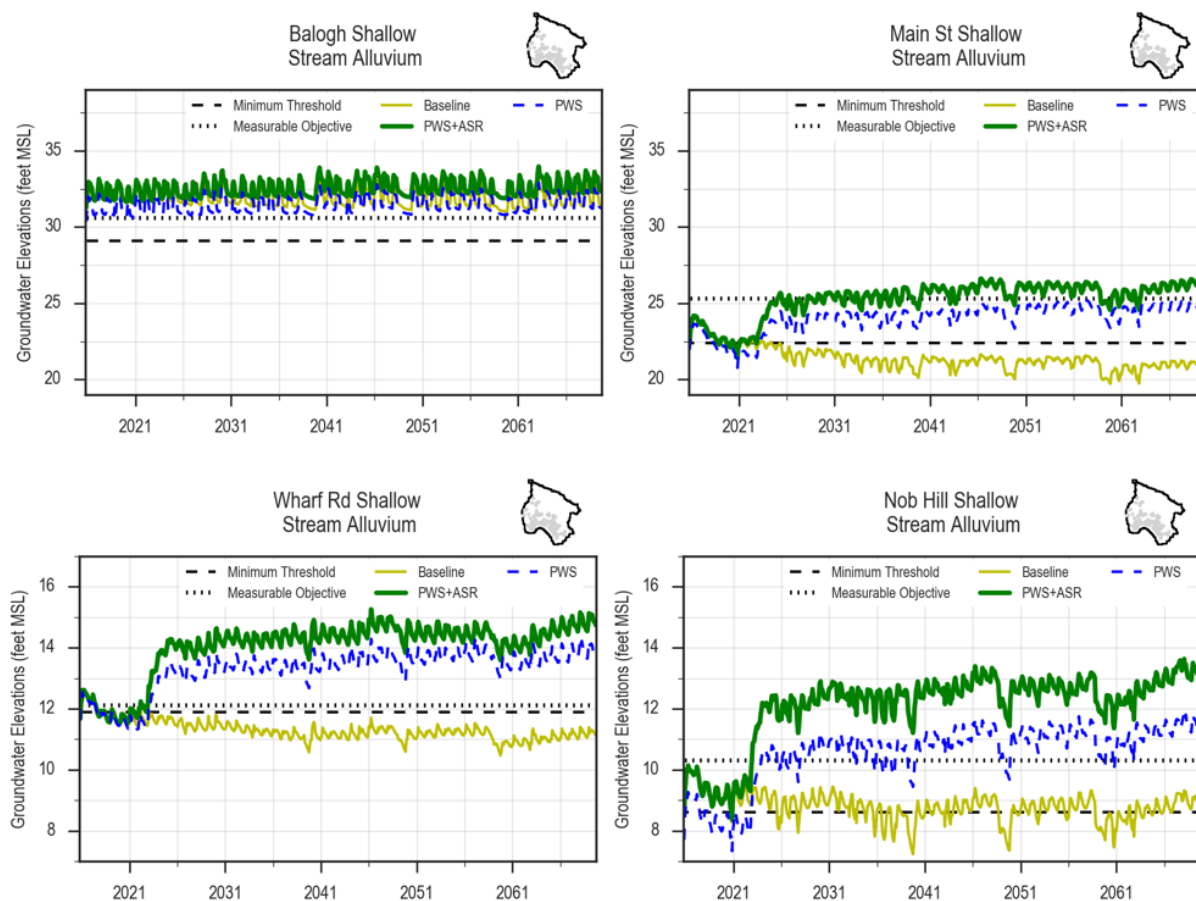 Balogh Shallow
Stream Alluvium
Minimum Threshold
Baseline
PWS
Measurable Objective
PWS+ASR
Groundwater Elevations (feet MSL)
35
30
25
20
2021 2031 2041 2051 2061
Main St Shallow
Stream Alluvium
Minimum Threshold
Baseline
PWS
Measurable Objective
PWS+ASR
Groundwater Elevations (feet MSL)
35
30
25
20
2021 2031 2041 2051 2061
Wharf Rd Shallow
Stream Alluvium
Minimum Threshold
Baseline
PWS
Measurable Objective
PWS+ASR
Groundwater Elevations (feet MSL)
16
14
12
10
8
2021 2031 2041 2051 2061
Nob Hill Shallow
Stream Alluvium
Minimum Threshold
Baseline
PWS
Measurable Objective
PWS+ASR
Groundwater Elevations (feet MSL)
16
14
12
10
8
2021 2031 2041 2051 2061